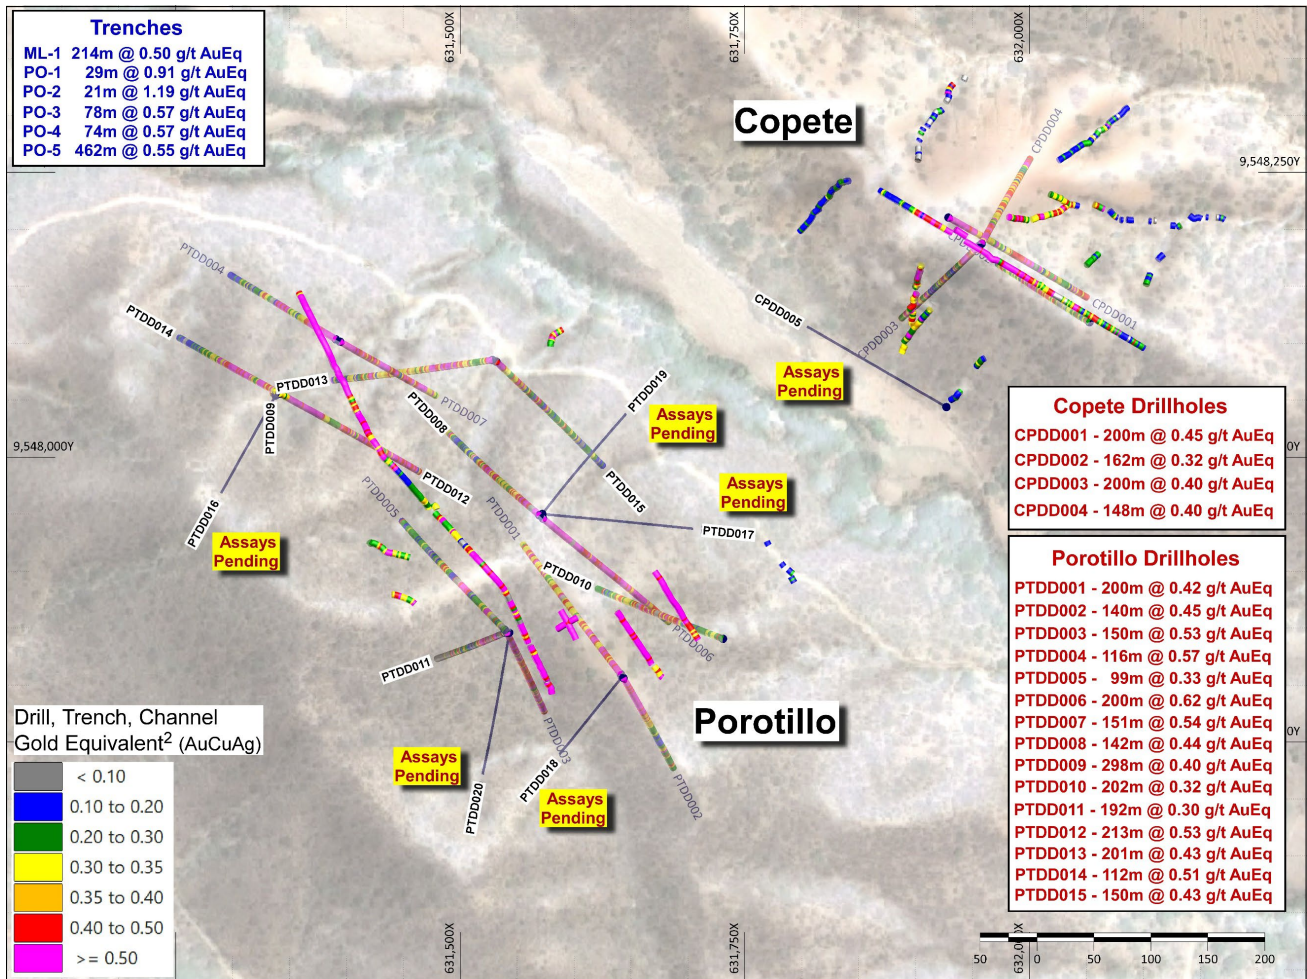 Trenches
ML-1 214m @ 0.50 g/t AuEq
PO-1 29m @ 0.91 g/t AuEq
PO-2 21m @ 1.19 g/t AuEq
PO-3 78m @ 0.57 g/t AuEq
PO-4 74m @ 0.57 g/t AuEq
PO-5 462m @ 0.55 g/t AuEq
631,500X
631,750X
632,000X
Copete
CPDD004
9,548,250Y
PTDD004
CPDD001
CPDD005
CPDD003
PTDD014
PTDD013
PTDD019
Assays
Pending
PTDD009
PTDD008
PTDD007
Assays
Pending
9,548,000Y
0Y
PTDD012
PTDD015
Assays
Pending
PTDD005
PTDD001
PTDD016
PTDD017
Assays
Pending
PTDD010
PTDD006
PTDD011
Porotillo
PTDD003
PTDD018
PTDD002
PTDD020
Assays
Pending
Assays
Pending
0Y
Copete Drillholes
CPDD001 - 200m @ 0.45 g/t AuEq
CPDD002 - 162m @ 0.32 g/t AuEq
CPDD003 - 200m @ 0.40 g/t AuEq
CPDD004 - 148m @ 0.40 g/t AuEq
Porotillo Drillholes
PTDD001 - 200m @ 0.42 g/t AuEq
PTDD002 - 140m @ 0.45 g/t AuEq
PTDD003 - 150m @ 0.53 g/t AuEq
PTDD004 - 116m @ 0.57 g/t AuEq
PTDD005 - 99m @ 0.33 g/t AuEq
PTDD006 - 200m @ 0.62 g/t AuEq
PTDD007 - 151m @ 0.54 g/t AuEq
PTDD008 - 142m @ 0.44 g/t AuEq
PTDD009 - 298m @ 0.40 g/t AuEq
PTDD010 - 202m @ 0.32 g/t AuEq
PTDD011 - 192m @ 0.30 g/t AuEq
PTDD012 - 213m @ 0.53 g/t AuEq
PTDD013 - 201m @ 0.43 g/t AuEq
PTDD014 - 112m @ 0.51 g/t AuEq
PTDD015 - 150m @ 0.43 g/t AuEq
Drill, Trench, Channel
Gold Equivalent² (AuCuAg)
< 0.10
0.10 to 0.20
0.20 to 0.30
0.30 to 0.35
0.35 to 0.40
0.40 to 0.50
>= 0.50
631,500X
631,750X
632,000X
50 0 50 100 150 200